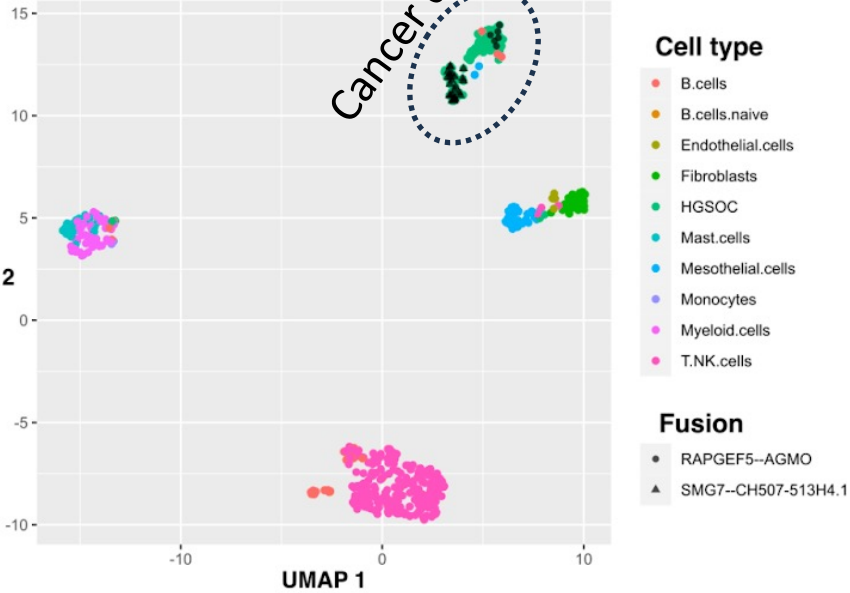 Cancer
15
10
5
0
-5
-10
2
-10
0
10
UMAP 1
Cell type
B.cells
B.cells.naive
Endothelial.cells
Fibroblasts
HGSOC
Mast.cells
Mesothelial.cells
Monocytes
Myeloid.cells
T.NK.cells
Fusion
RAPGEF5--AGMO
SMG7--CH507-513H4.1